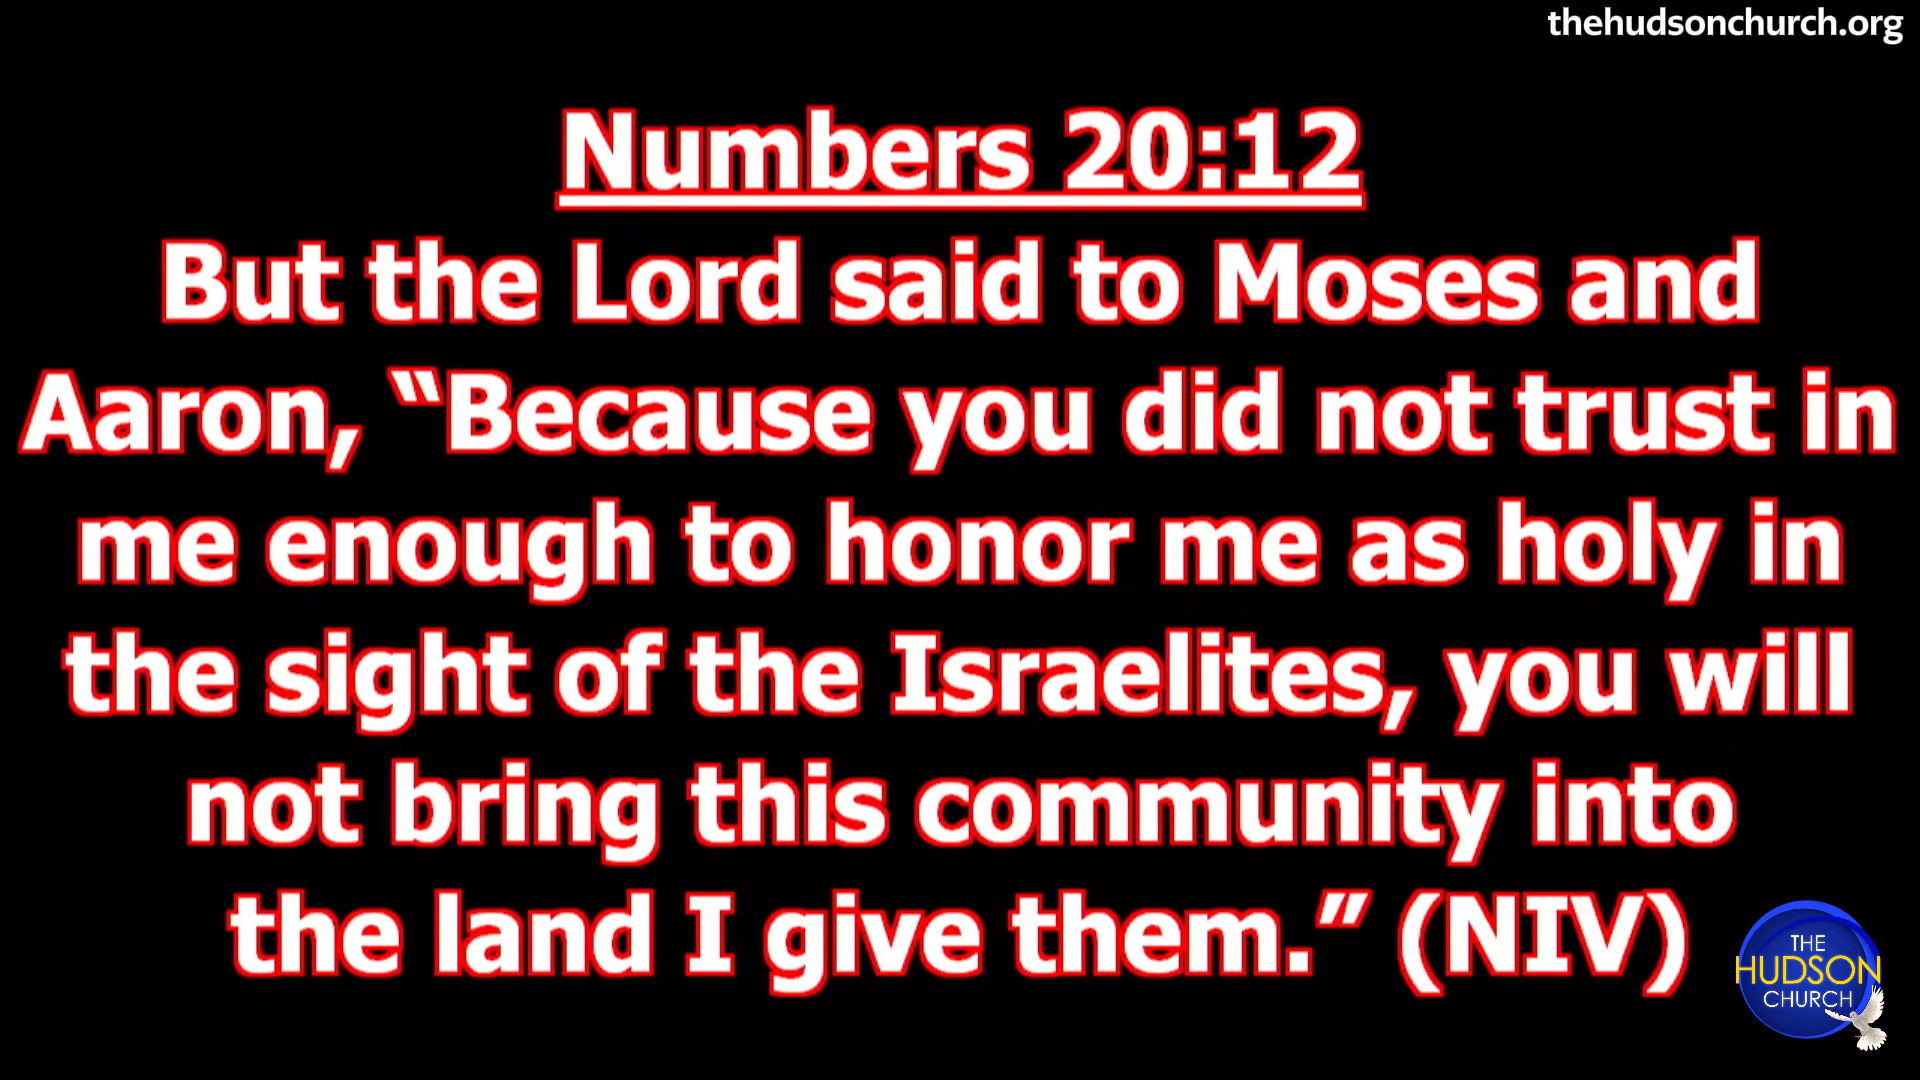 thehudsonchurch.org
Numbers 20:12
But the Lord said to Moses and
Aaron, “Because you did not trust in
me enough to honor me as holy in
the sight of the Israelites, you will
not bring this community into
the land I give them.” (NIV)
THE
HUDSON
CHURCH